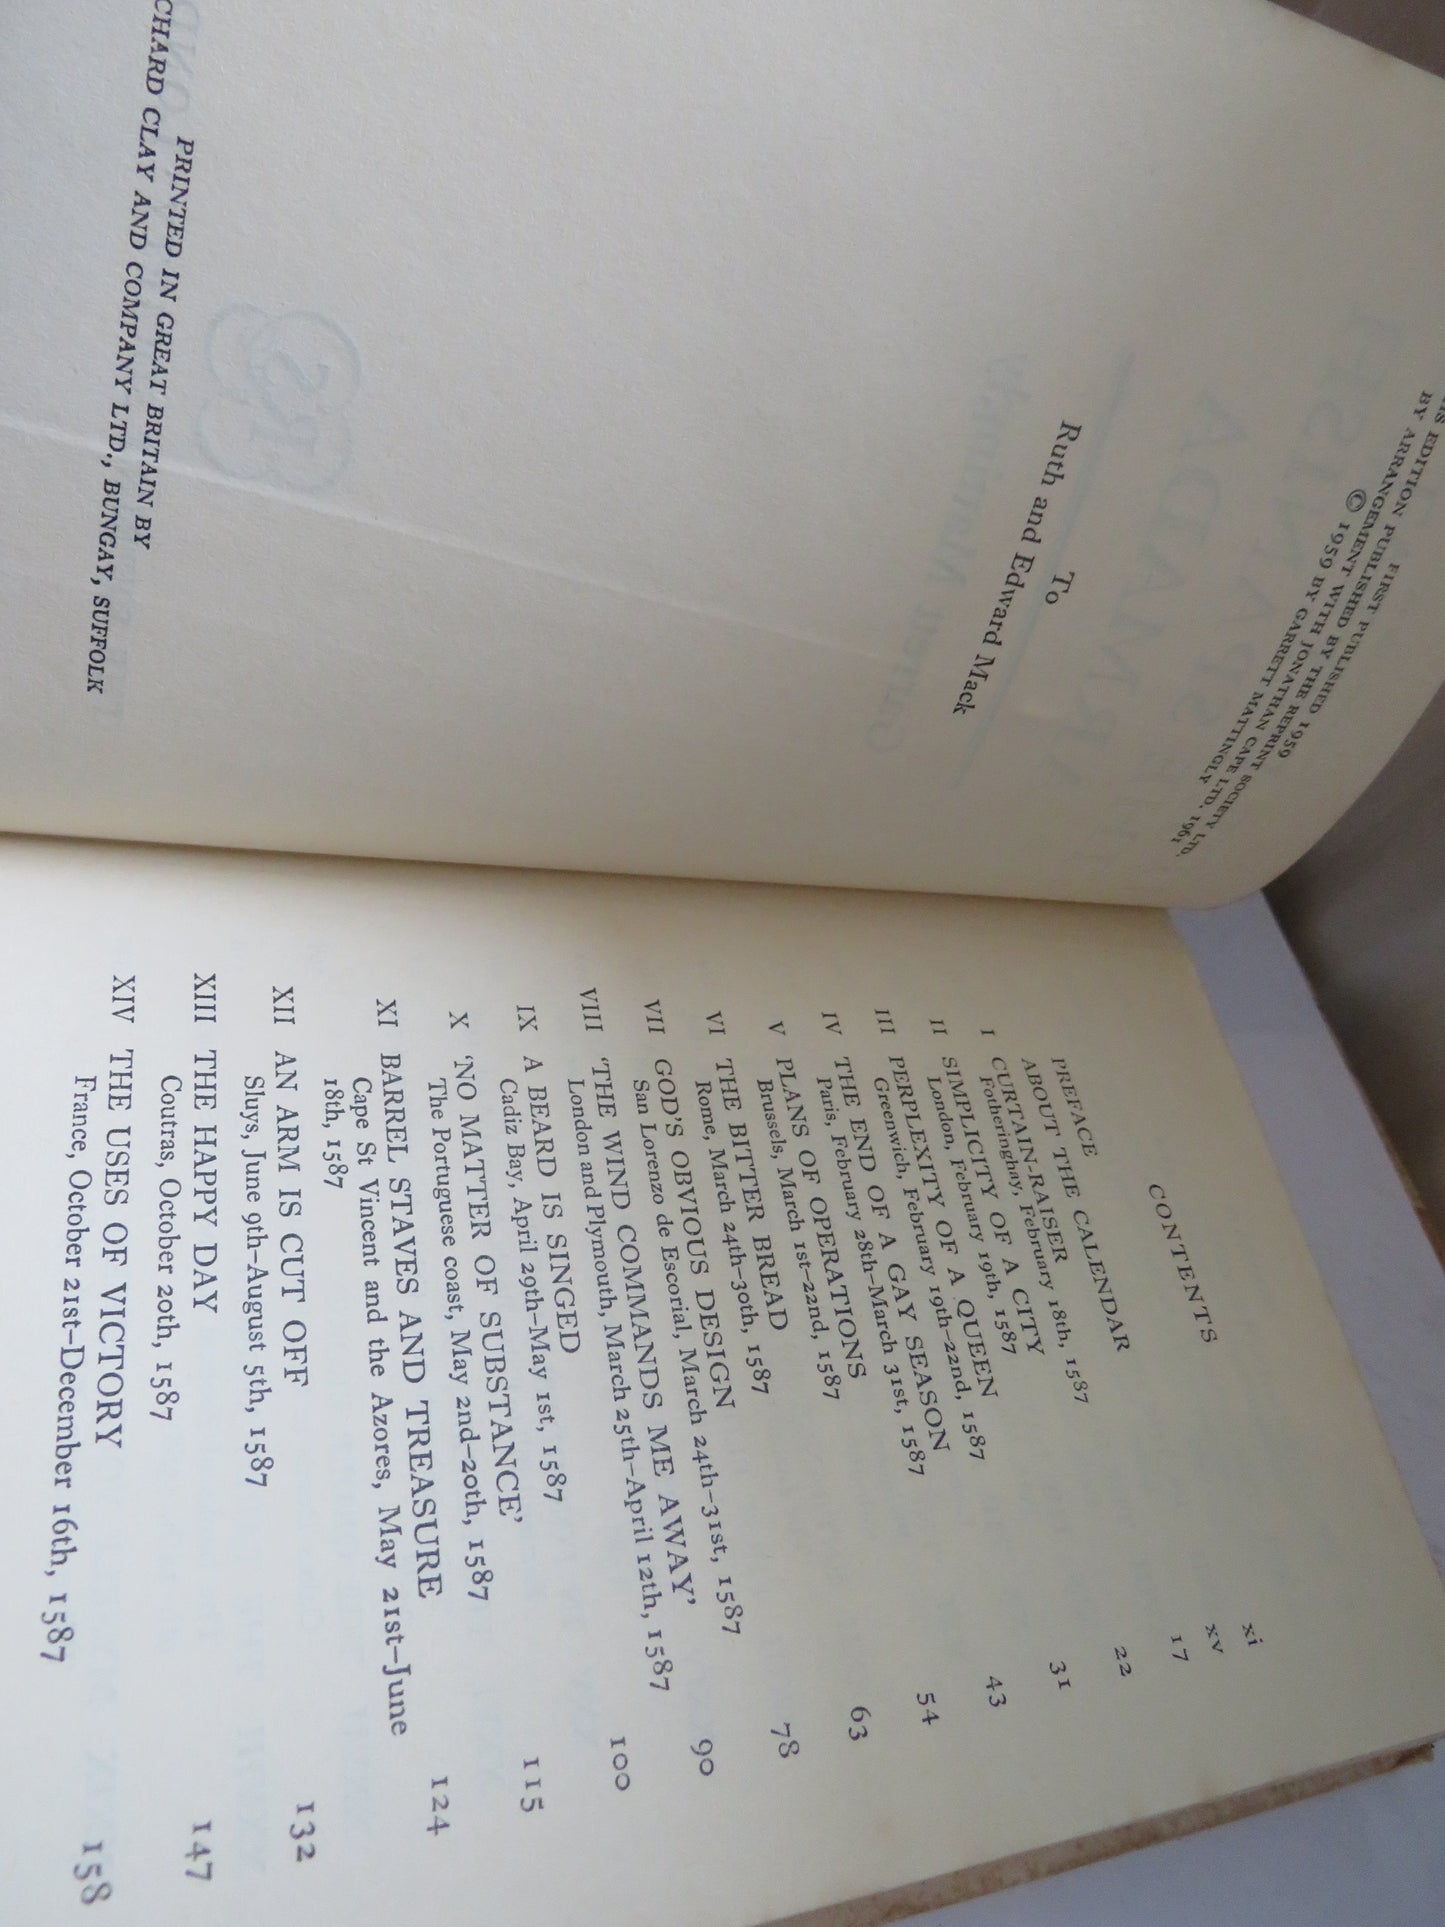 FIRST PUBLISHED 1959
IS EDITION PUBLISHED BY THE REPRINT SOCIETY LTD.
BY ARRANGEMENT WITH JONATHAN CAPE LTD. 1961
© 1959 BY GARRETT MATTINGLY
To
Ruth and Edward Mack
PRINTED IN GREAT BRITAIN BY
CHARD CLAY AND COMPANY LTD., BUNGAY, SUFFOLK
CONTENTS
PREFACE xi
ABOUT THE CALENDAR xv
I CURTAIN-RAISER 17
Fotheringhay, February 18th, 1587
II SIMPLICITY OF A CITY 22
London, February 19th, 1587
III PERPLEXITY OF A QUEEN 31
Greenwich, February 19th–22nd, 1587
IV THE END OF A GAY SEASON 43
Paris, February 28th–March 31st, 1587
V PLANS OF OPERATIONS 54
Brussels, March 1st–22nd, 1587
VI THE BITTER BREAD 63
Rome, March 24th–30th, 1587
VII GOD'S OBVIOUS DESIGN 78
San Lorenzo de Escorial, March 24th–31st, 1587
VIII 'THE WIND COMMANDS ME AWAY' 90
London and Plymouth, March 25th–April 12th, 1587
IX A BEARD IS SINGED 100
Cadiz Bay, April 29th–May 1st, 1587
X 'NO MATTER OF SUBSTANCE' 115
The Portuguese coast, May 2nd–20th, 1587
XI BARREL STAVES AND TREASURE 124
Cape St Vincent and the Azores, May 21st–June
18th, 1587
XII AN ARM IS CUT OFF 132
Sluys, June 9th–August 5th, 1587
XIII THE HAPPY DAY 147
Coutras, October 20th, 1587
XIV THE USES OF VICTORY 158
France, October 21st–December 16th, 1587